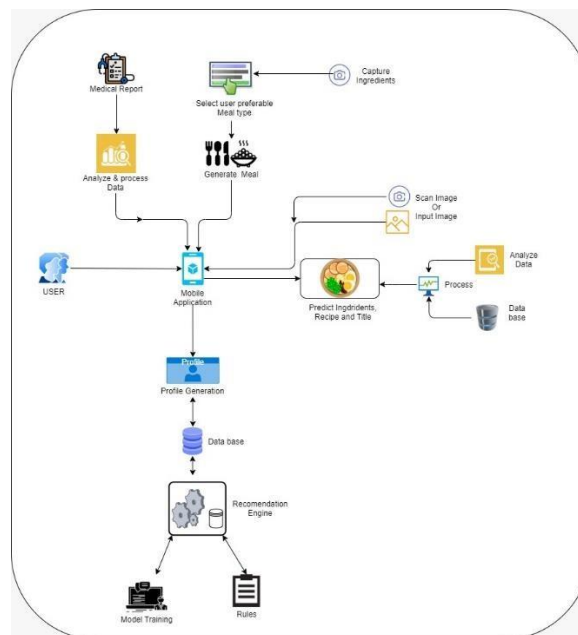 Capture
Ingredients
Medical Report
Select user preferable
Meal type
Generate Meal
Analyze & process
Data
Scan Image
Or
Input Image
Analyze
Data
USER
Mobile
Application
Process
Predict Ingdridents,
Recipe and Title
Data
base
Profile
Profile Generation
Data base
Recomendation
Engine
Model Training
Rules